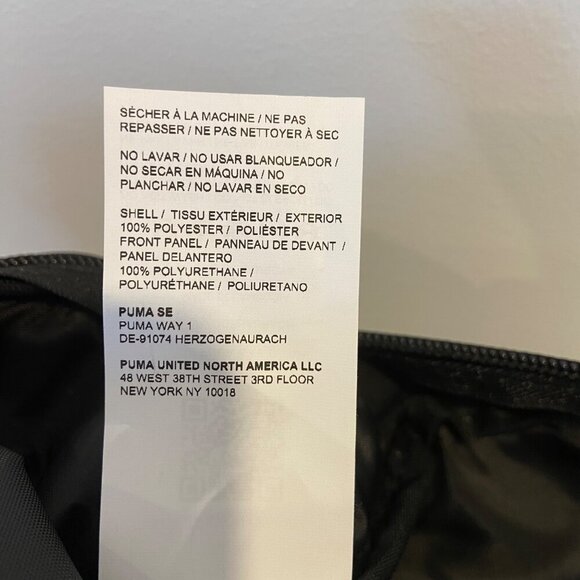 SÉCHER À LA MACHINE / NE PAS
REPASSER / NE PAS NETTOYER À SEC
NO LAVAR / NO USAR BLANQUEADOR /
NO SECAR EN MÁQUINA / NO
PLANCHAR / NO LAVAR EN SECO
SHELL / TISSU EXTÉRIEUR / EXTERIOR
100% POLYESTER / POLIÉSTER
FRONT PANEL / PANNEAU DE DEVANT /
PANEL DELANTERO
100% POLYURETHANE /
POLYURÉTHANE / POLIURETANO
PUMA SE
PUMA WAY 1
DE-91074 HERZOGENAURACH
PUMA UNITED NORTH AMERICA LLC
48 WEST 38TH STREET 3RD FLOOR
NEW YORK NY 10018